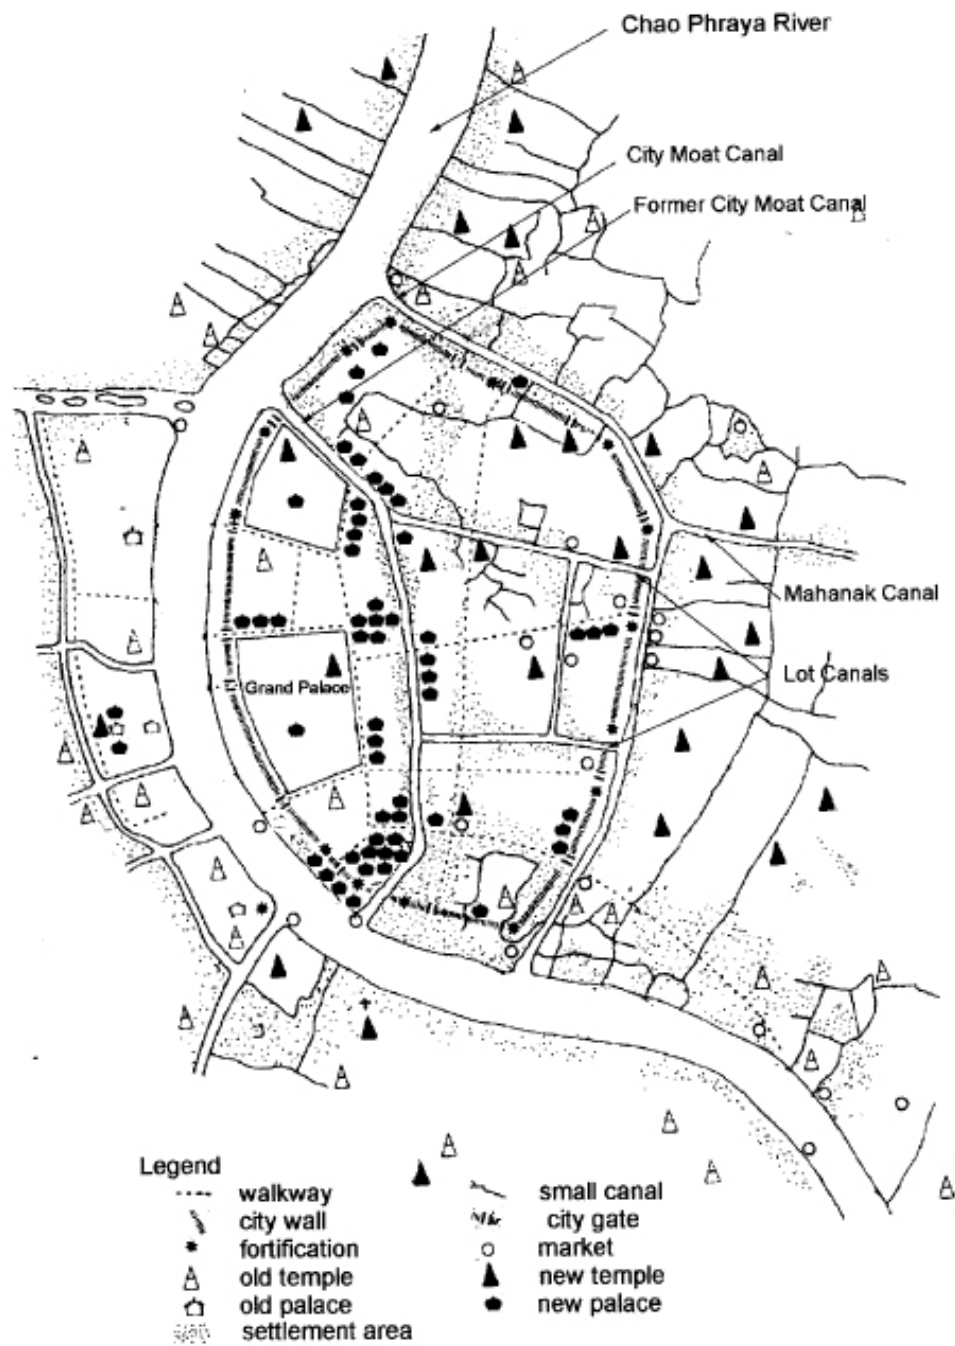 Chao Phraya River
City Moat Canal
Former City Moat Canal
Mahanak Canal
Lot Canals
Grand Palace
Legend
walkway
city wall
fortification
old temple
old palace
settlement area
small canal
city gate
market
new temple
new palace